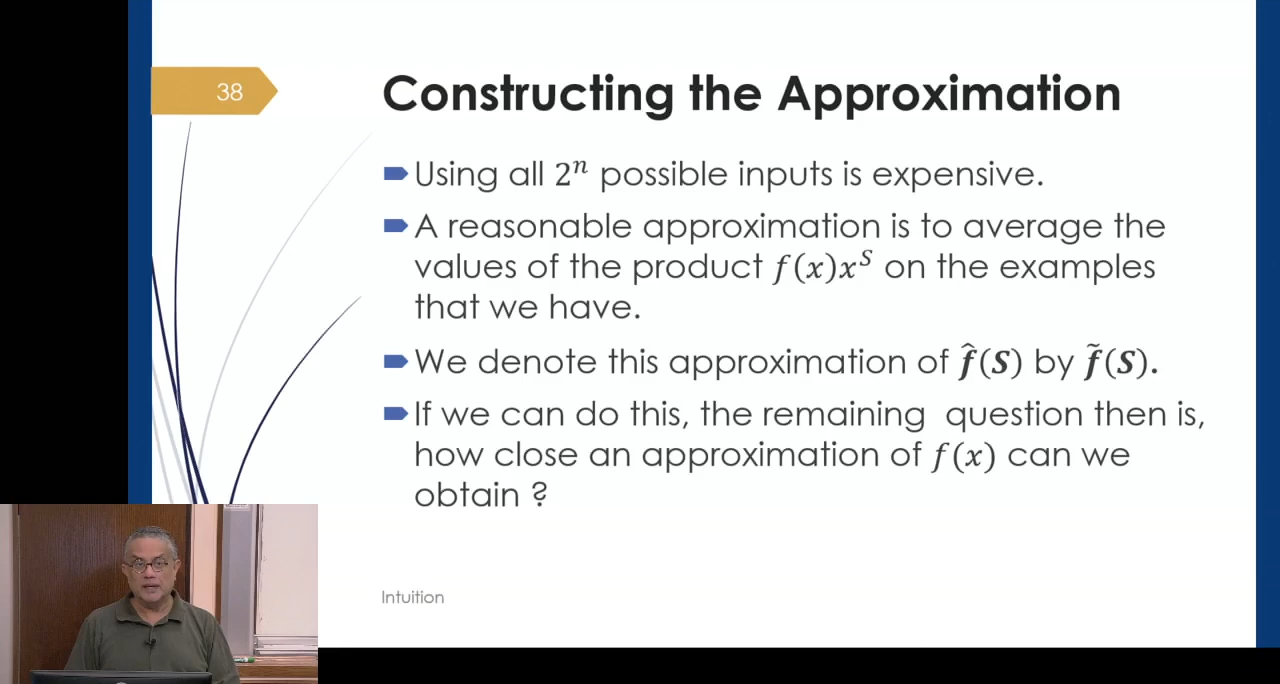 38
Constructing the Approximation
Using all 2ⁿ possible inputs is expensive.
A reasonable approximation is to average the
values of the product f(x)xˢ on the examples
that we have.
We denote this approximation of f̂(S) by f̃(S).
If we can do this, the remaining question then is,
how close an approximation of f(x) can we
obtain ?
Intuition